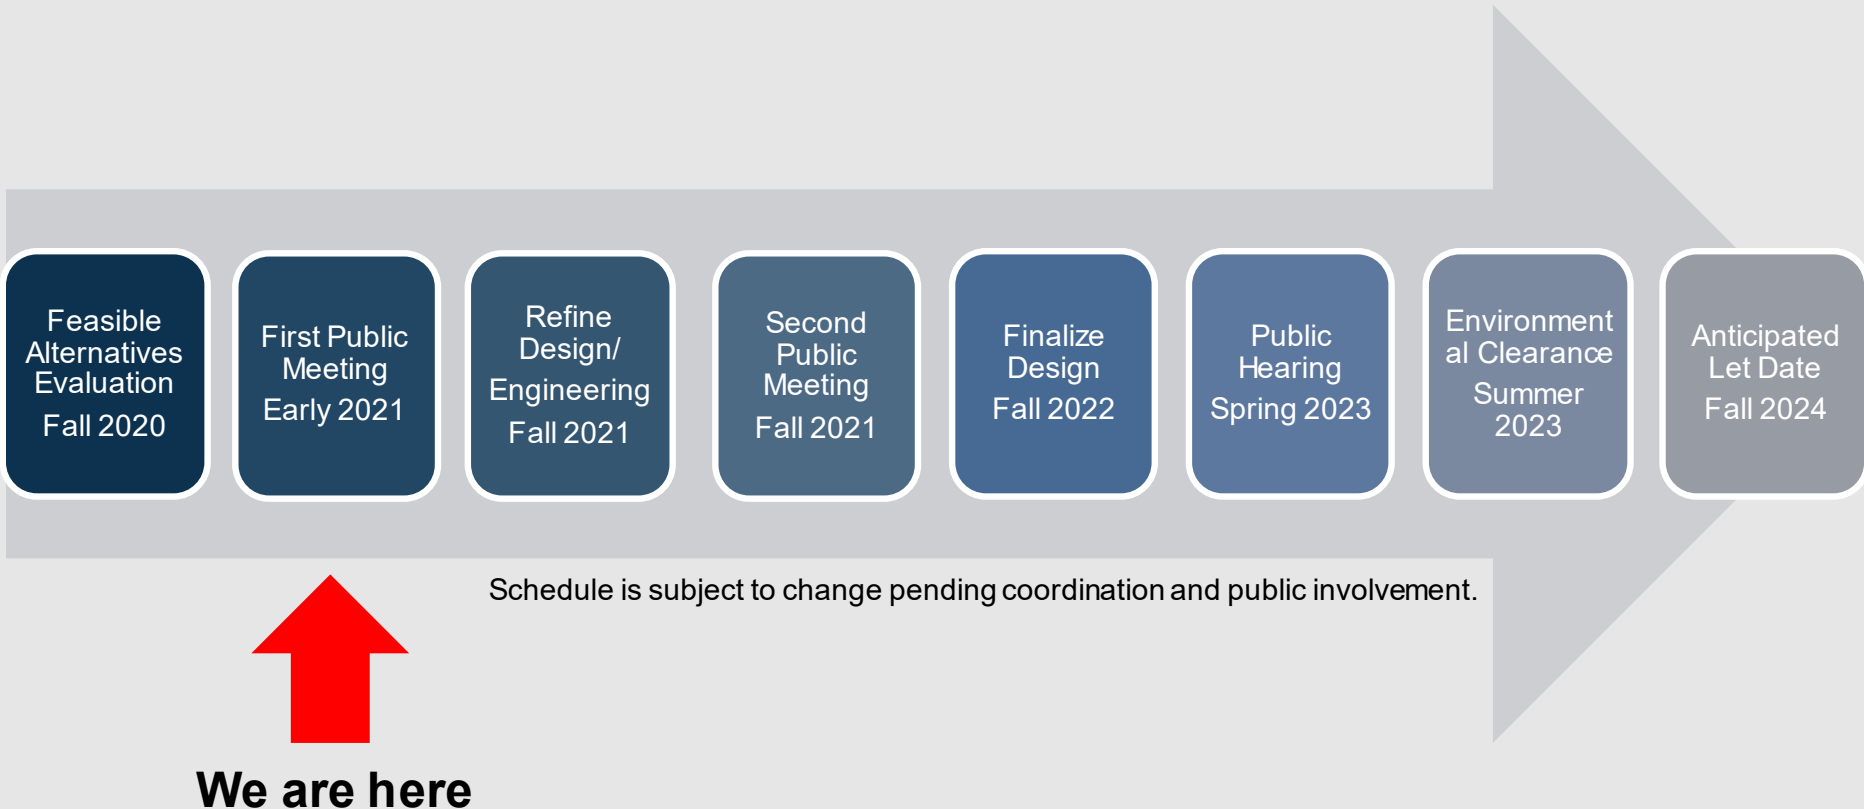 Feasible
Alternatives
Evaluation
Fall 2020
First Public
Meeting
Early 2021
Refine
Design/
Engineering
Fall 2021
Second
Public
Meeting
Fall 2021
Finalize
Design
Fall 2022
Public
Hearing
Spring 2023
Environment
al Clearance
Summer
2023
Anticipated
Let Date
Fall 2024
Schedule is subject to change pending coordination and public involvement.
We are here